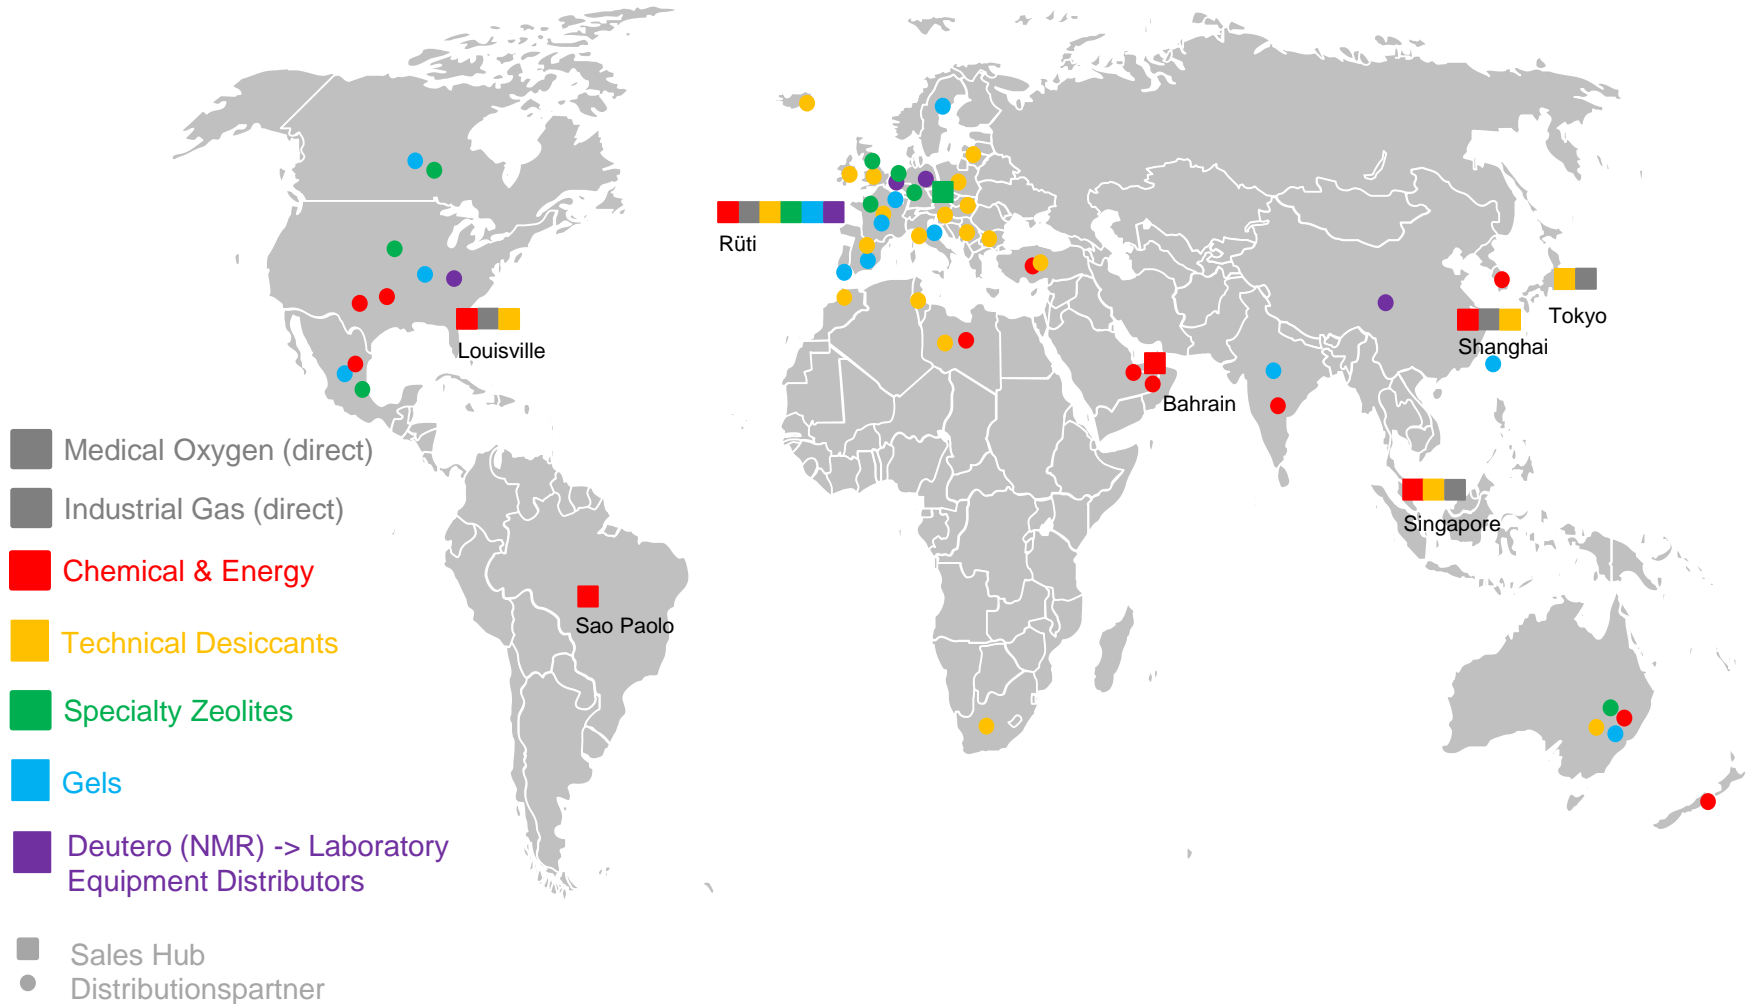 Rüti
Tokyo
Louisville
Shanghai
Bahrain
Medical Oxygen (direct)
Industrial Gas (direct)
Singapore
Chemical & Energy
Sao Paolo
Technical Desiccants
Specialty Zeolites
Gels
Deutero (NMR) -> Laboratory
Equipment Distributors
Sales Hub
Distributionspartner